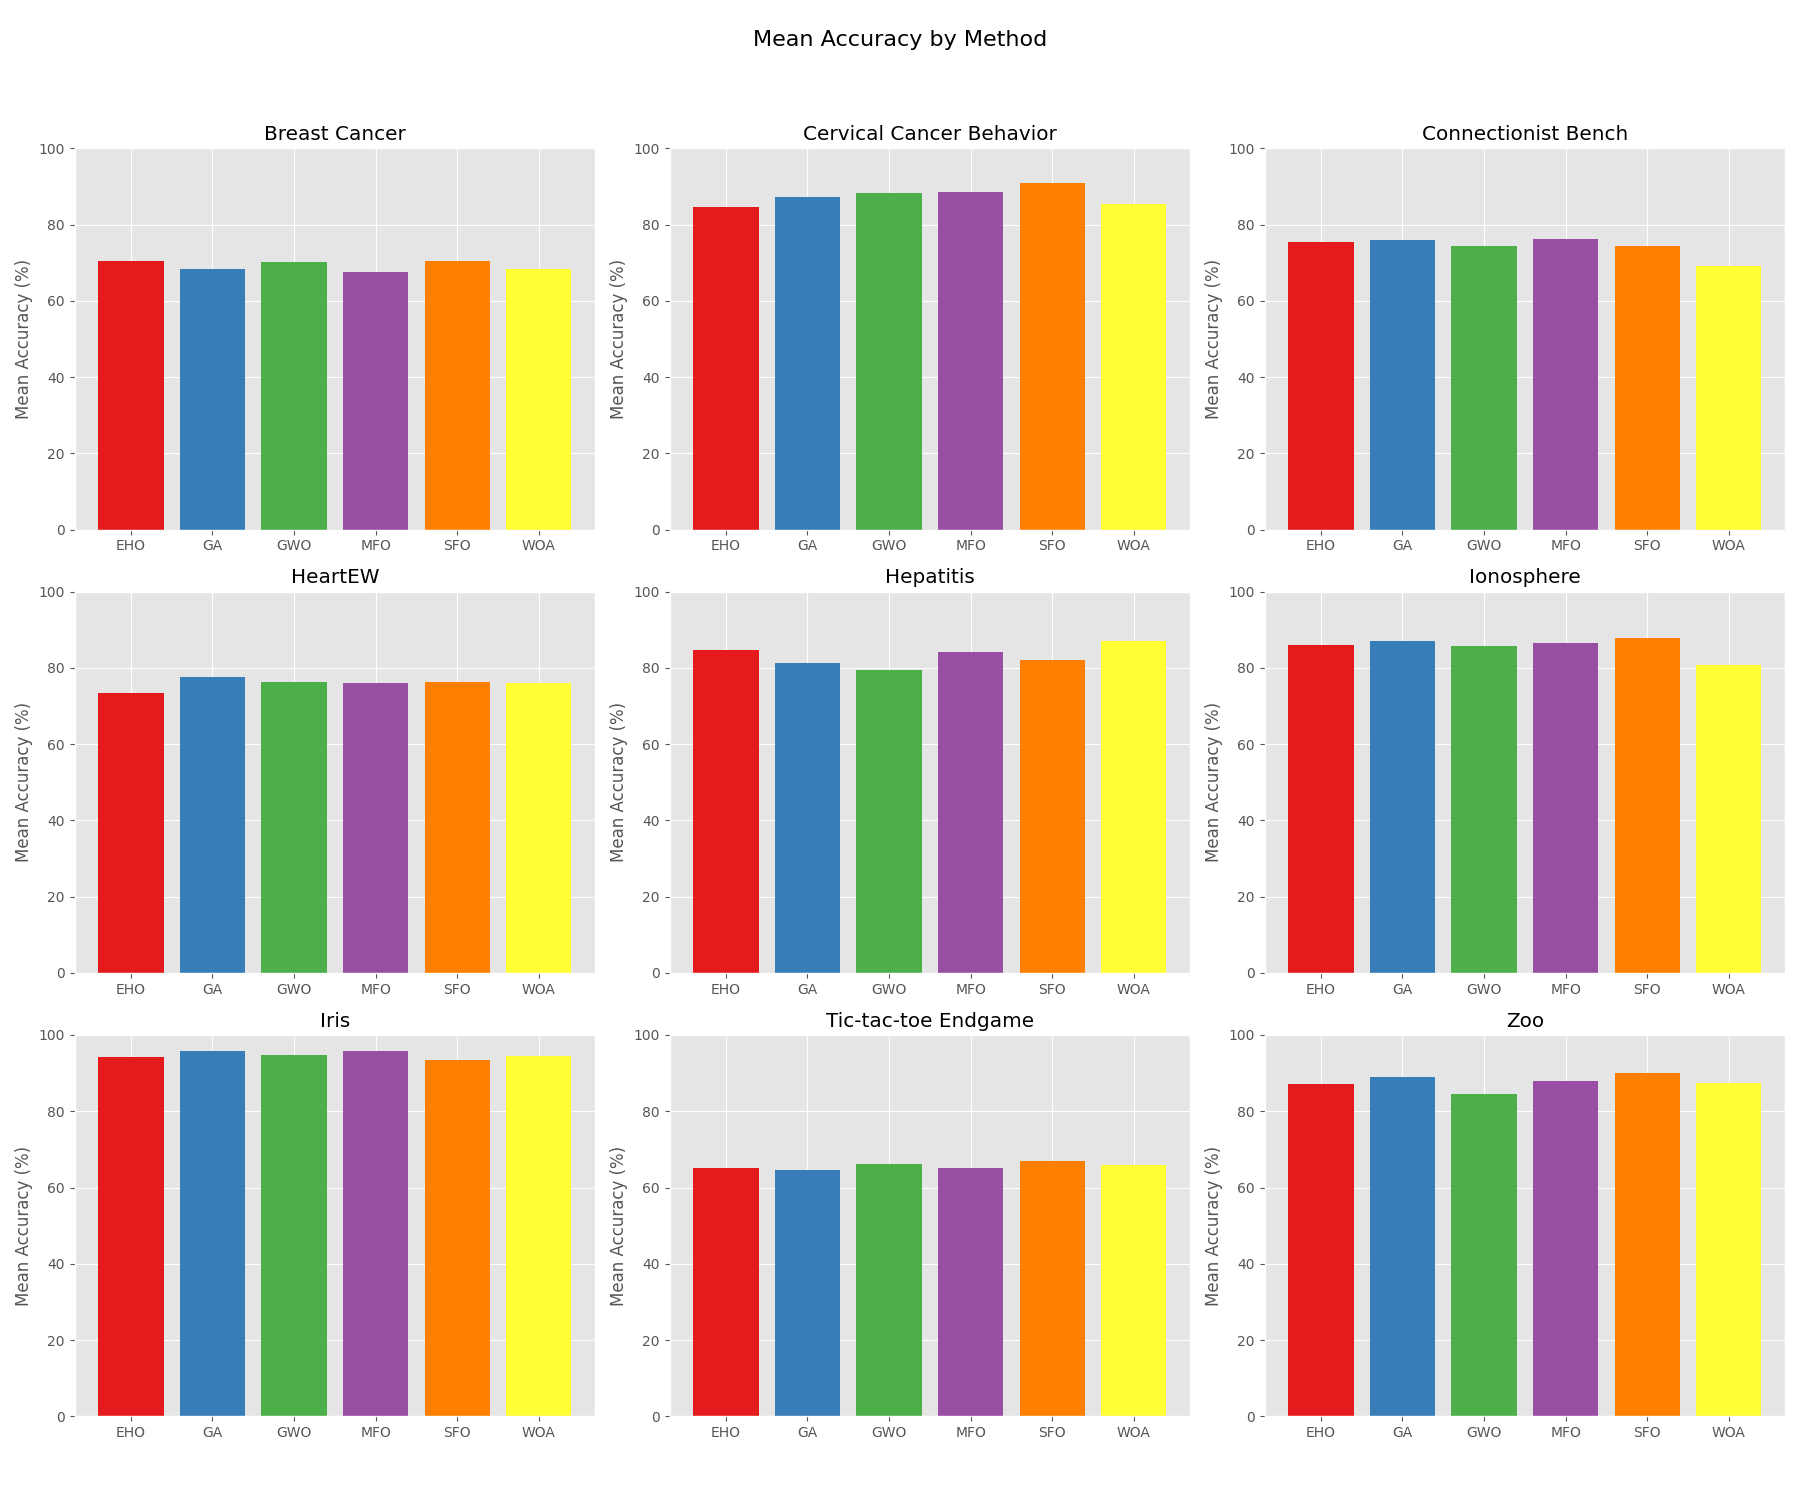 Mean Accuracy by Method
Breast Cancer
Mean Accuracy (%)
100
80
60
40
20
0
EHO GA GWO MFO SFO WOA
Cervical Cancer Behavior
Mean Accuracy (%)
100
80
60
40
20
0
EHO GA GWO MFO SFO WOA
Connectionist Bench
Mean Accuracy (%)
100
80
60
40
20
0
EHO GA GWO MFO SFO WOA
HeartEW
Mean Accuracy (%)
100
80
60
40
20
0
EHO GA GWO MFO SFO WOA
Hepatitis
Mean Accuracy (%)
100
80
60
40
20
0
EHO GA GWO MFO SFO WOA
Ionosphere
Mean Accuracy (%)
100
80
60
40
20
0
EHO GA GWO MFO SFO WOA
Iris
Mean Accuracy (%)
100
80
60
40
20
0
EHO GA GWO MFO SFO WOA
Tic-tac-toe Endgame
Mean Accuracy (%)
100
80
60
40
20
0
EHO GA GWO MFO SFO WOA
Zoo
Mean Accuracy (%)
100
80
60
40
20
0
EHO GA GWO MFO SFO WOA